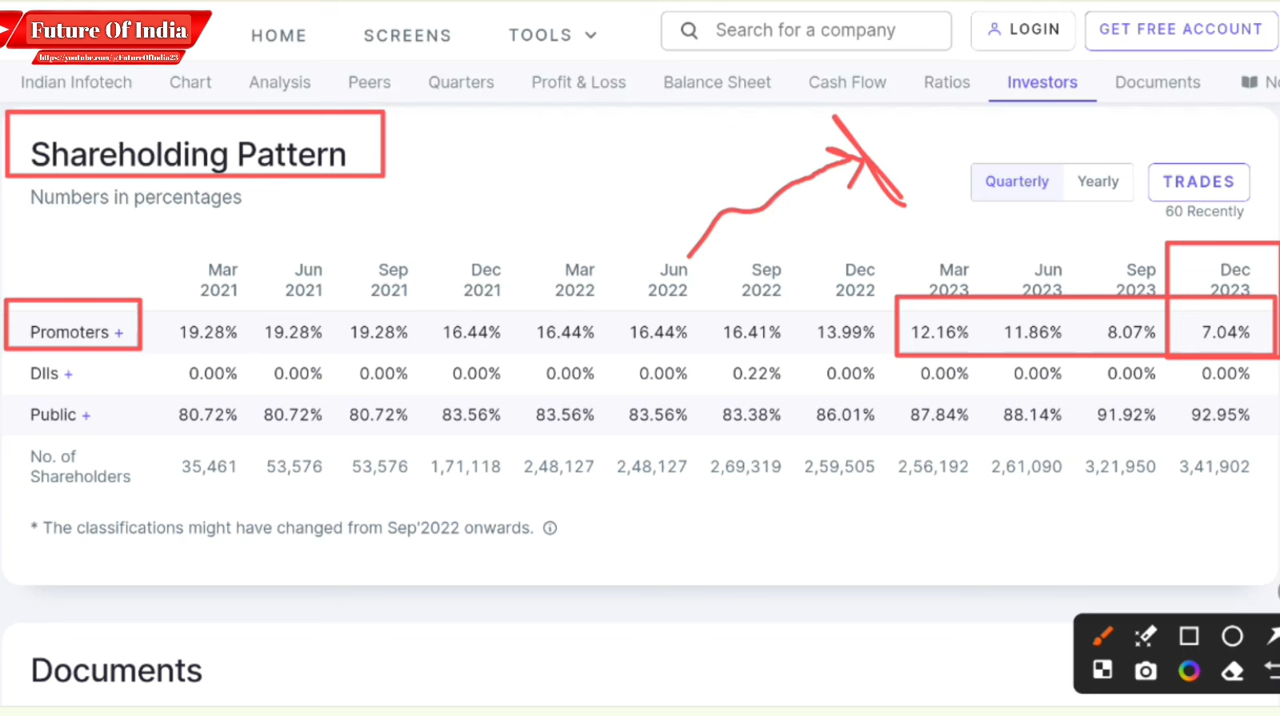 Future Of India
https://youtube.com/@FutureOfIndia23
HOME SCREENS TOOLS Search for a company LOGIN GET FREE ACCOUNT
Indian Infotech Chart Analysis Peers Quarters Profit & Loss Balance Sheet Cash Flow Ratios Investors Documents
Shareholding Pattern
Numbers in percentages
Quarterly Yearly TRADES
60 Recently
Mar 2021 Jun 2021 Sep 2021 Dec 2021 Mar 2022 Jun 2022 Sep 2022 Dec 2022 Mar 2023 Jun 2023 Sep 2023 Dec 2023
Promoters + 19.28% 19.28% 19.28% 16.44% 16.44% 16.44% 16.41% 13.99% 12.16% 11.86% 8.07% 7.04%
DIIs + 0.00% 0.00% 0.00% 0.00% 0.00% 0.00% 0.22% 0.00% 0.00% 0.00% 0.00% 0.00%
Public + 80.72% 80.72% 80.72% 83.56% 83.56% 83.56% 83.38% 86.01% 87.84% 88.14% 91.92% 92.95%
No. of Shareholders 35,461 53,576 53,576 1,71,118 2,48,127 2,48,127 2,69,319 2,59,505 2,56,192 2,61,090 3,21,950 3,41,902
* The classifications might have changed from Sep'2022 onwards.
Documents